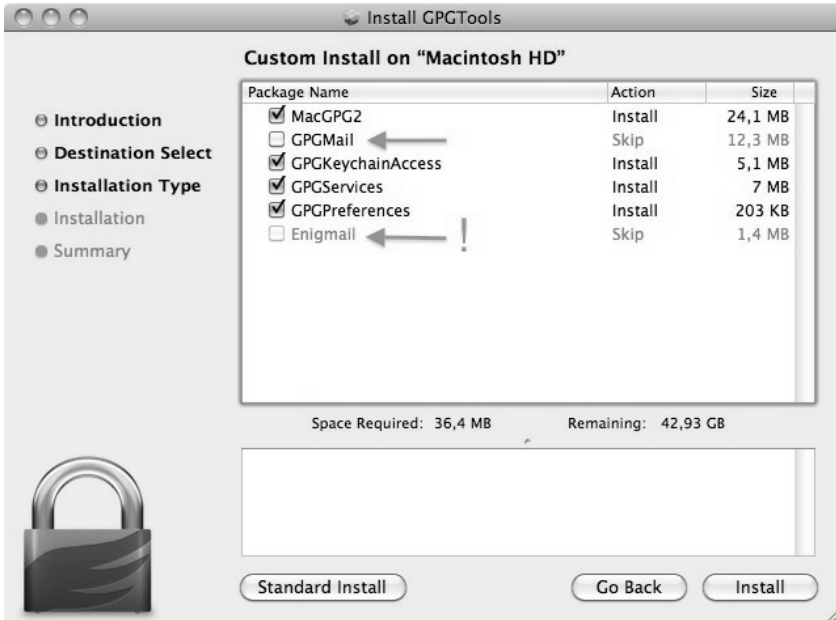 Install GPGTools
Custom Install on “Macintosh HD”
Introduction
Destination Select
Installation Type
Installation
Summary
Package Name Action Size
MacGPG2 Install 24,1 MB
GPGMail Skip 12,3 MB
GPGKeychainAccess Install 5,1 MB
GPGServices Install 7 MB
GPGPreferences Install 203 KB
Enigmail ! Skip 1,4 MB
Space Required: 36,4 MB Remaining: 42,93 GB
Standard Install Go Back Install